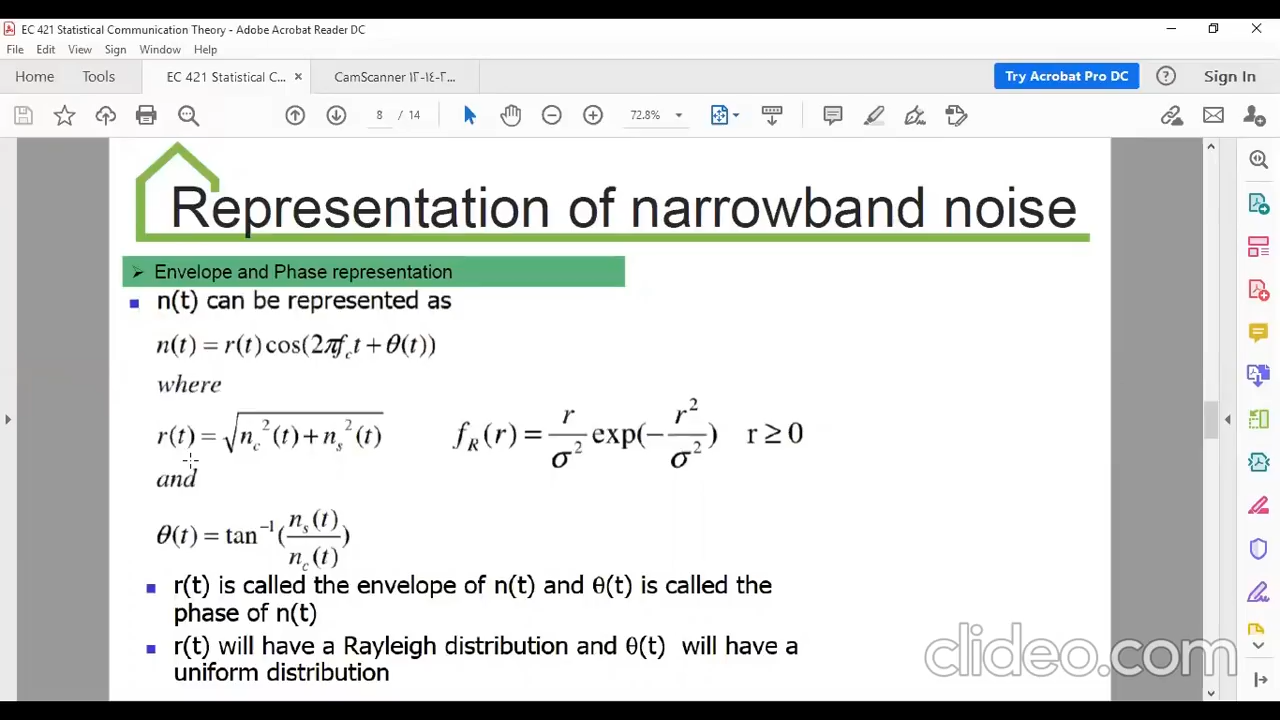 EC 421 Statistical Communication Theory - Adobe Acrobat Reader DC
File Edit View Sign Window Help
Home Tools EC 421 Statistical C... × CamScanner ١٢-٠١٤-٢...
Try Acrobat Pro DC Sign In
8 / 14 72.8%
Representation of narrowband noise
➢ Envelope and Phase representation
▪ n(t) can be represented as
n(t) = r(t)cos(2πf_c t + θ(t))
where
r(t) = √(n_c²(t) + n_s²(t)) f_R(r) = r/σ² exp(−r²/σ²) r ≥ 0
and
θ(t) = tan⁻¹(n_s(t)/n_c(t))
▪ r(t) is called the envelope of n(t) and θ(t) is called the
phase of n(t)
▪ r(t) will have a Rayleigh distribution and θ(t) will have a
uniform distribution
clideo.com